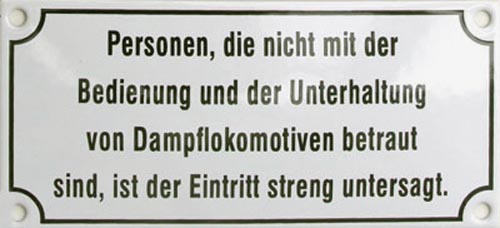 Personen, die nicht mit der
Bedienung und der Unterhaltung
von Dampflokomotiven betraut
sind, ist der Eintritt streng untersagt.